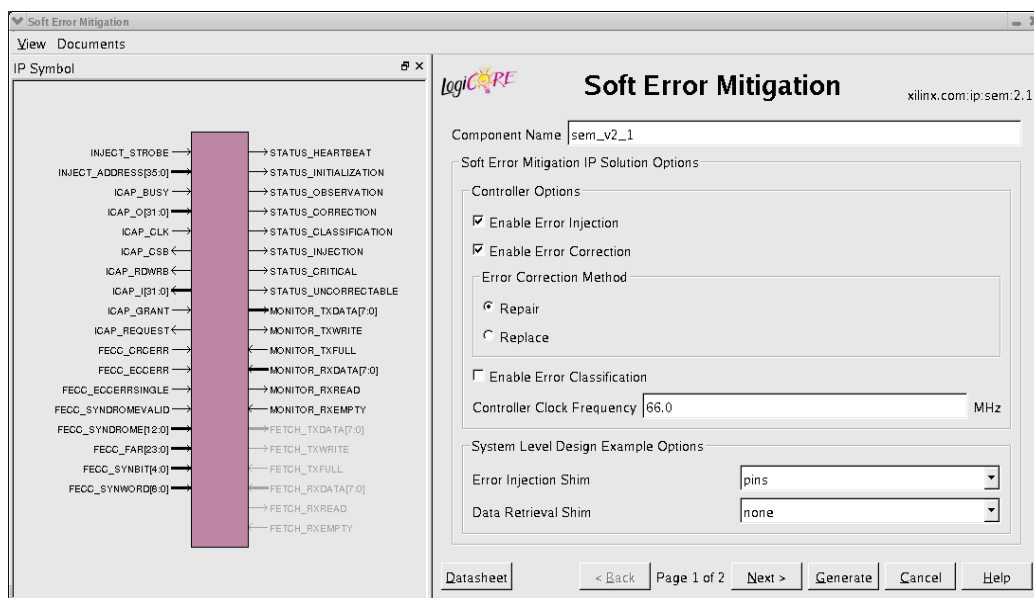 Soft Error Mitigation
View Documents
IP Symbol
INJECT_STROBE
INJECT_ADDRESS[35:0]
ICAP_BUSY
ICAP_O[31:0]
ICAP_CLK
ICAP_CSB
ICAP_RDWRB
ICAP_I[31:0]
ICAP_GRANT
ICAP_REQUEST
FECC_CRCERR
FECC_ECCERR
FECC_ECCERRSINGLE
FECC_SYNDROMEVALID
FECC_SYNDROME[12:0]
FECC_FAR[23:0]
FECC_SYNBIT[4:0]
FECC_SYNWORD[6:0]
STATUS_HEARTBEAT
STATUS_INITIALIZATION
STATUS_OBSERVATION
STATUS_CORRECTION
STATUS_CLASSIFICATION
STATUS_INJECTION
STATUS_CRITICAL
STATUS_UNCORRECTABLE
MONITOR_TXDATA[7:0]
MONITOR_TXWRITE
MONITOR_TXFULL
MONITOR_RXDATA[7:0]
MONITOR_RXREAD
MONITOR_RXEMPTY
FETCH_TXDATA[7:0]
FETCH_TXWRITE
FETCH_TXFULL
FETCH_RXDATA[7:0]
FETCH_RXREAD
FETCH_RXEMPTY
LogiCORE
Soft Error Mitigation
xilinx.com:ip:sem:2.1
Component Name sem_v2_1
Soft Error Mitigation IP Solution Options
Controller Options
Enable Error Injection
Enable Error Correction
Error Correction Method
Repair
Replace
Enable Error Classification
Controller Clock Frequency 66.0 MHz
System Level Design Example Options
Error Injection Shim pins
Data Retrieval Shim none
Datasheet < Back Page 1 of 2 Next > Generate Cancel Help